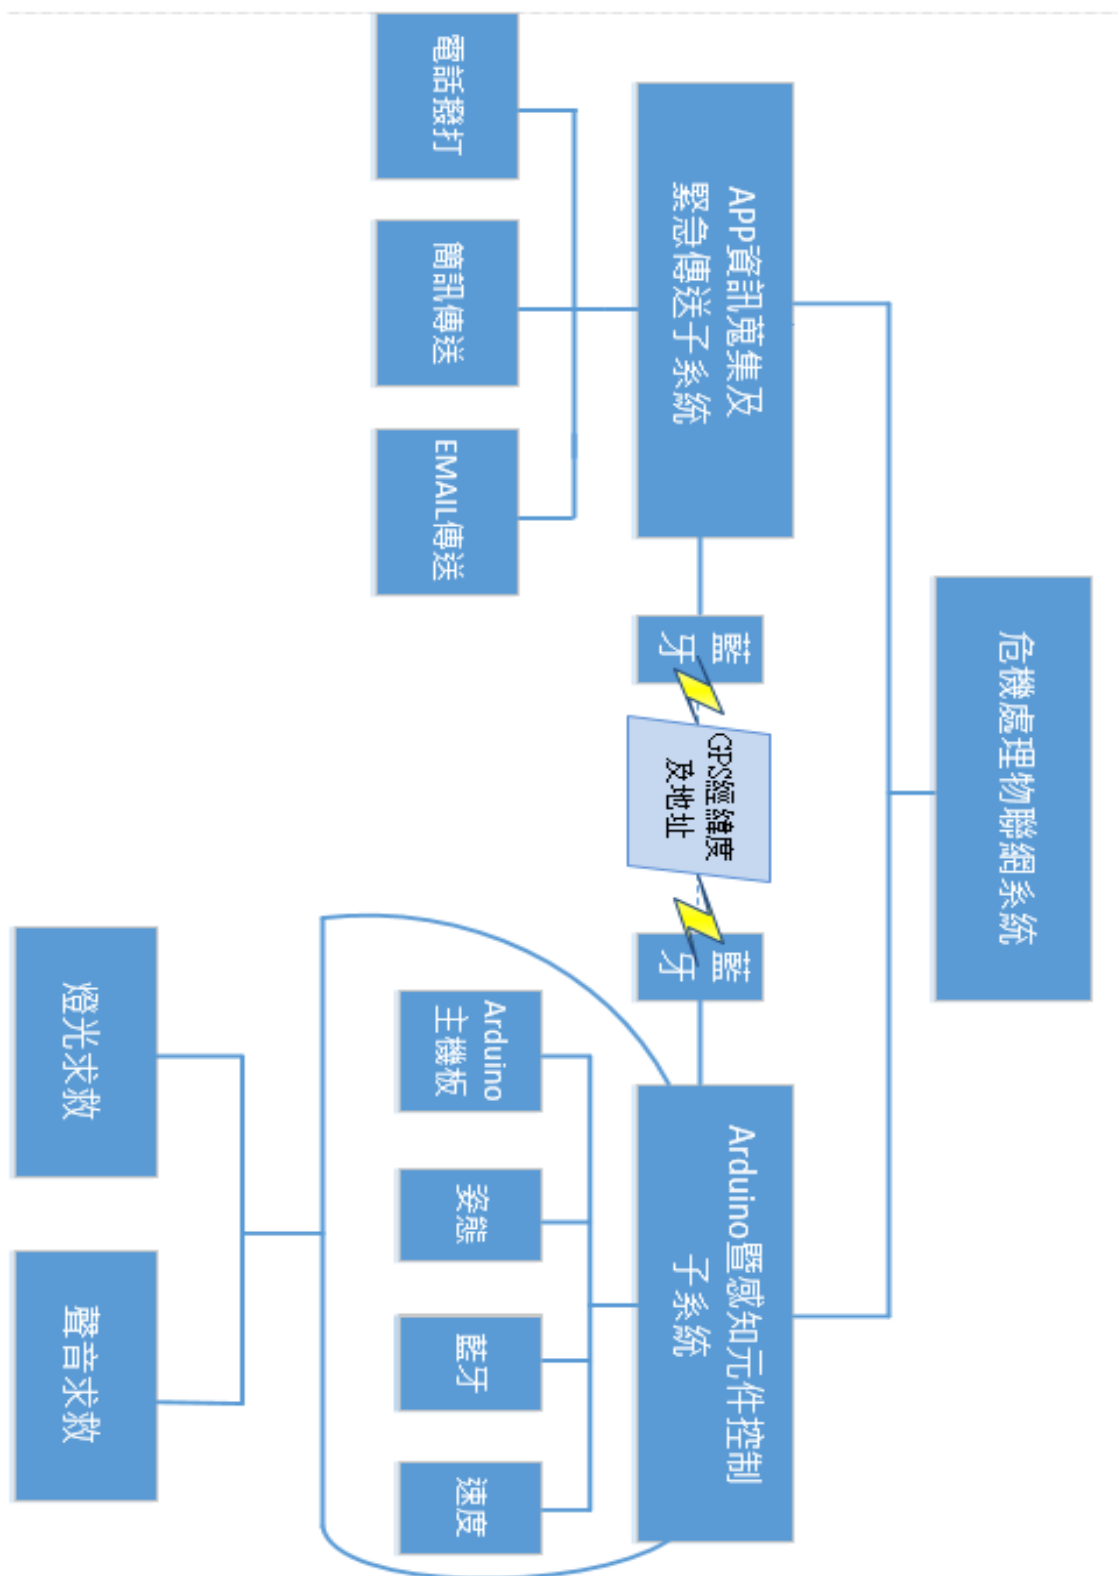 危機處理物聯網系統
APP資訊蒐集及
緊急傳送子系統
藍
牙
GPS經緯度
及地址
藍
牙
Arduino暨感知元件控制
子系統
電話撥打
簡訊傳送
EMAIL傳送
Arduino
主機板
姿態
藍牙
速度
燈光求救
聲音求救